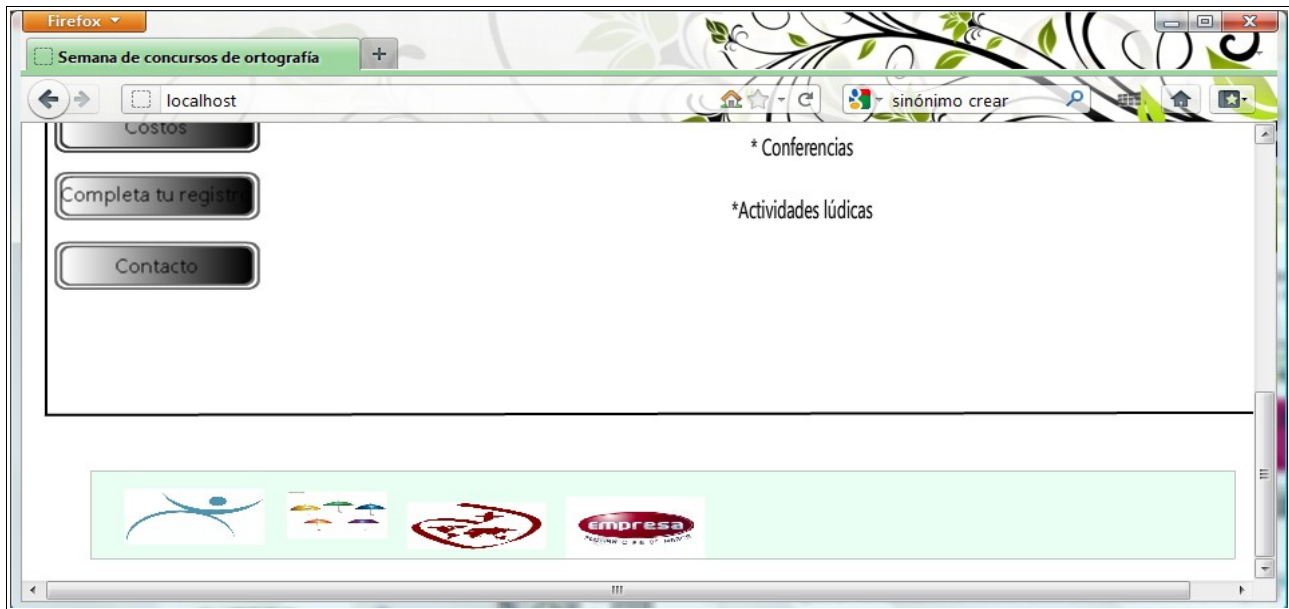 Firefox
Semana de concursos de ortografía
localhost
sinónimo crear
Costos
* Conferencias
Completa tu registro
*Actividades lúdicas
Contacto
Empresa